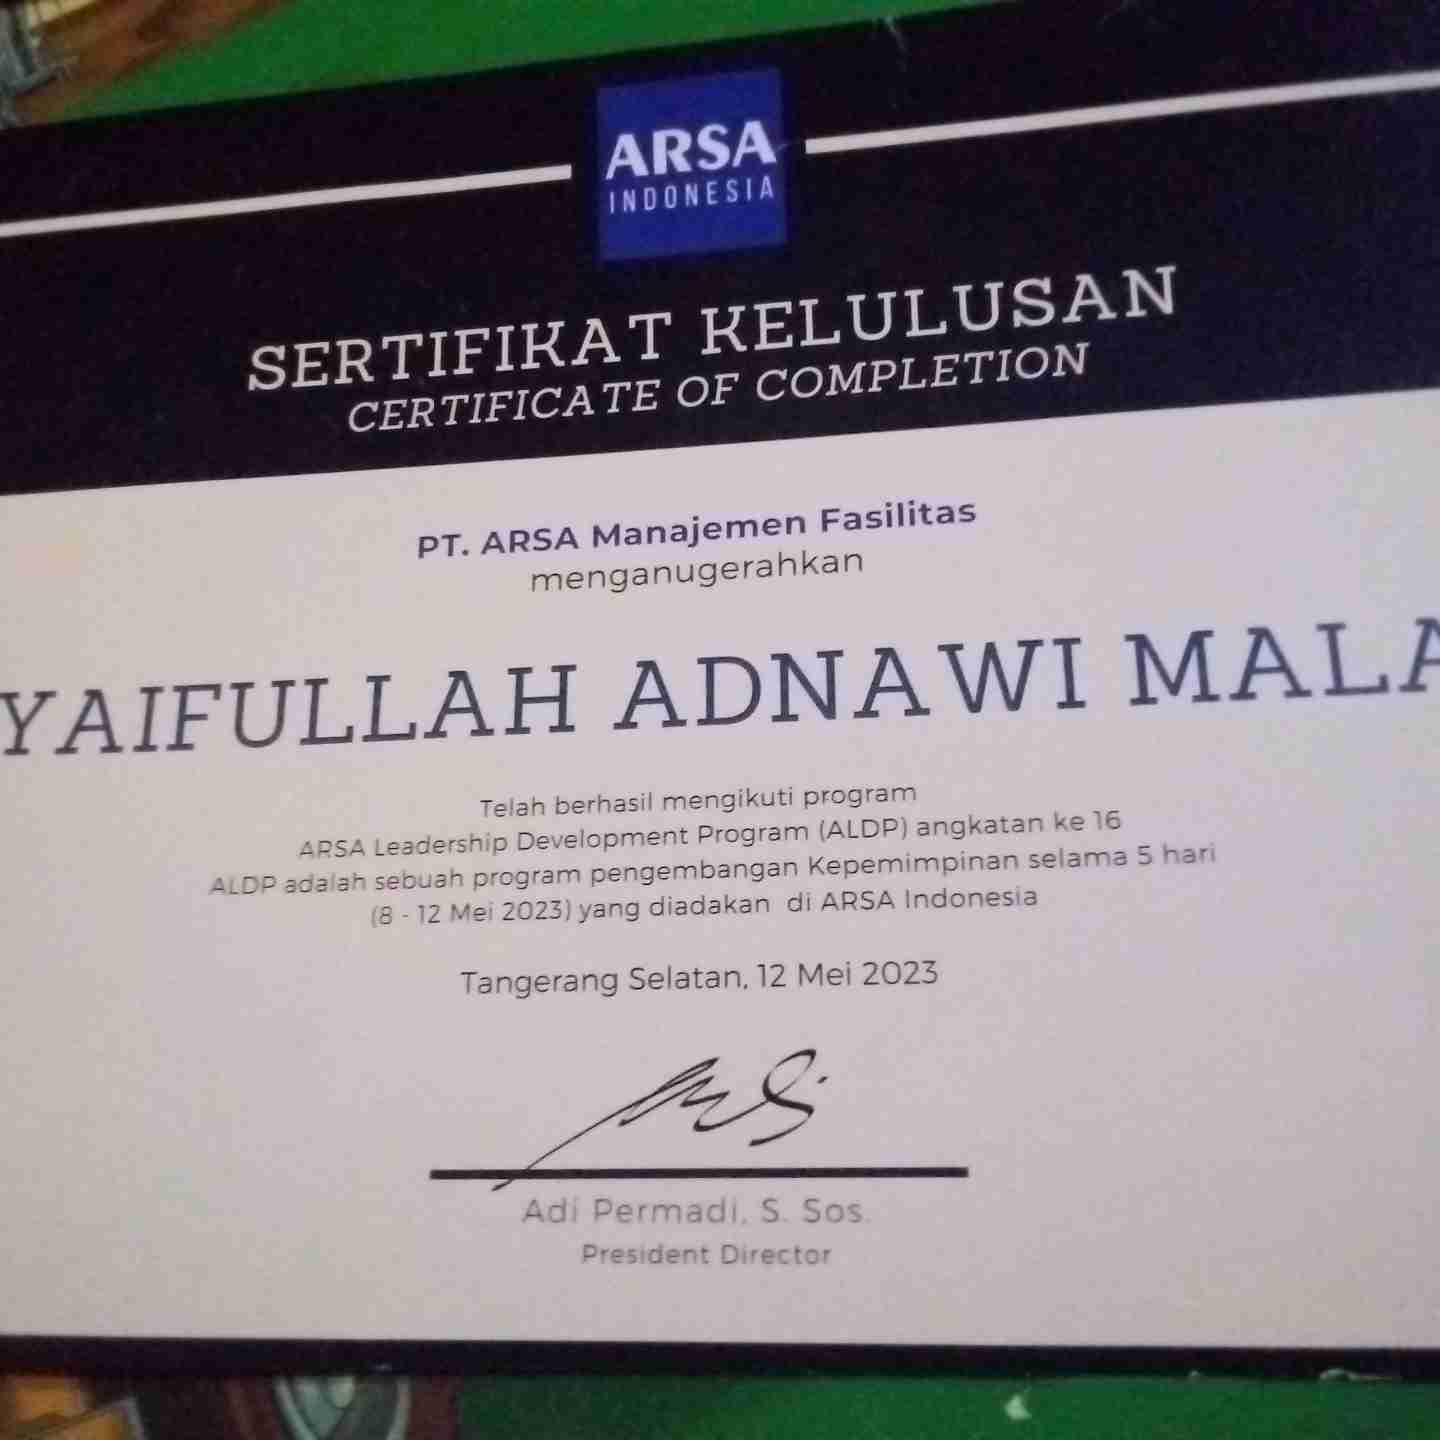 ARSA
INDONESIA
SERTIFIKAT KELULUSAN
CERTIFICATE OF COMPLETION
PT. ARSA Manajemen Fasilitas
menganugerahkan
YAIFULLAH ADNAWI MALA
Telah berhasil mengikuti program
ARSA Leadership Development Program (ALDP) angkatan ke 16
ALDP adalah sebuah program pengembangan Kepemimpinan selama 5 hari
(8 - 12 Mei 2023) yang diadakan di ARSA Indonesia
Tangerang Selatan, 12 Mei 2023
Adi Permadi, S. Sos.
President Director